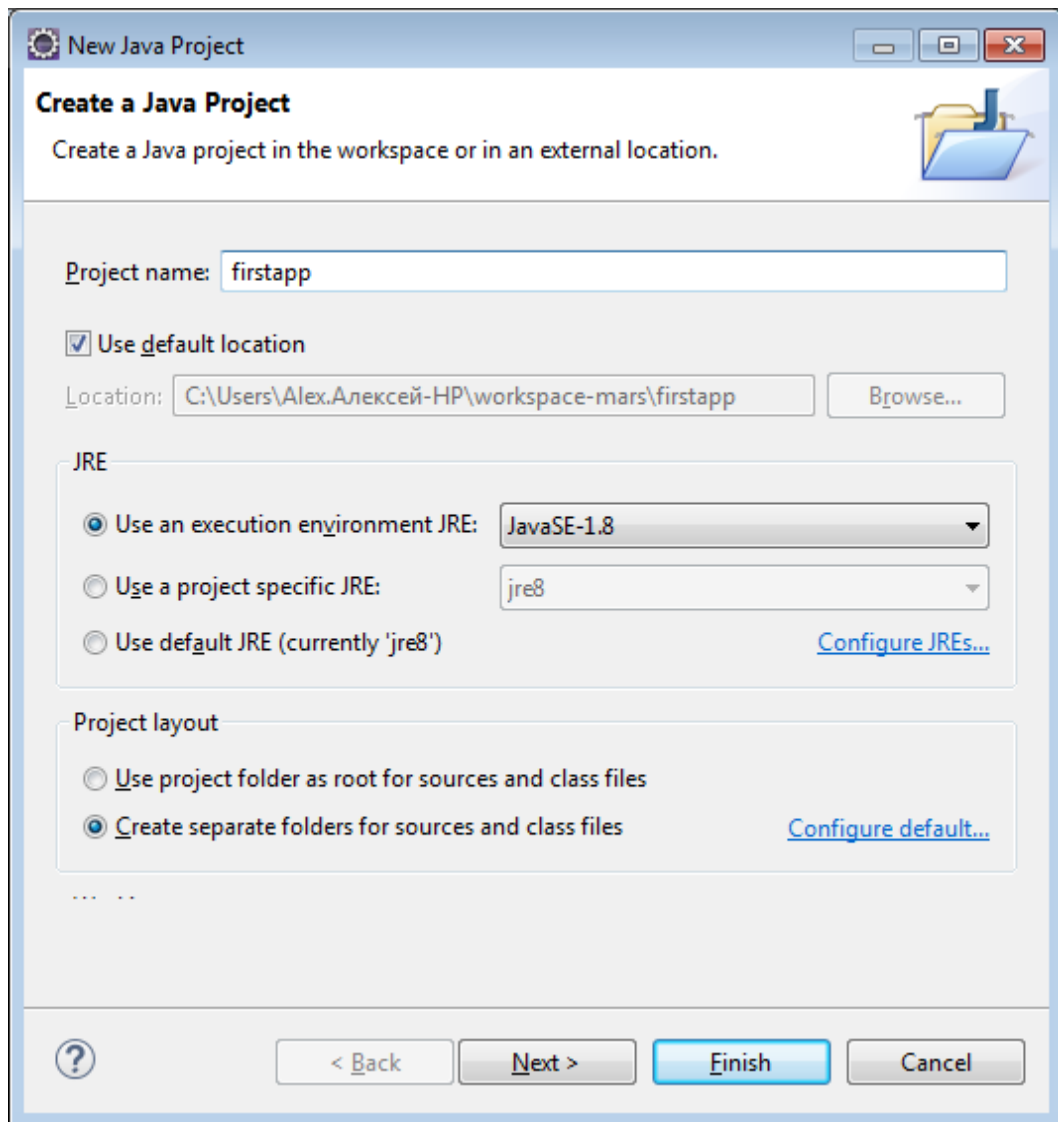 New Java Project
Create a Java Project
Create a Java project in the workspace or in an external location.
Project name: firstapp
Use default location
Location: C:\Users\Alex.Алексей-HP\workspace-mars\firstapp Browse...
JRE
Use an execution environment JRE: JavaSE-1.8
Use a project specific JRE: jre8
Use default JRE (currently 'jre8') Configure JREs...
Project layout
Use project folder as root for sources and class files
Create separate folders for sources and class files Configure default...
? < Back Next > Finish Cancel